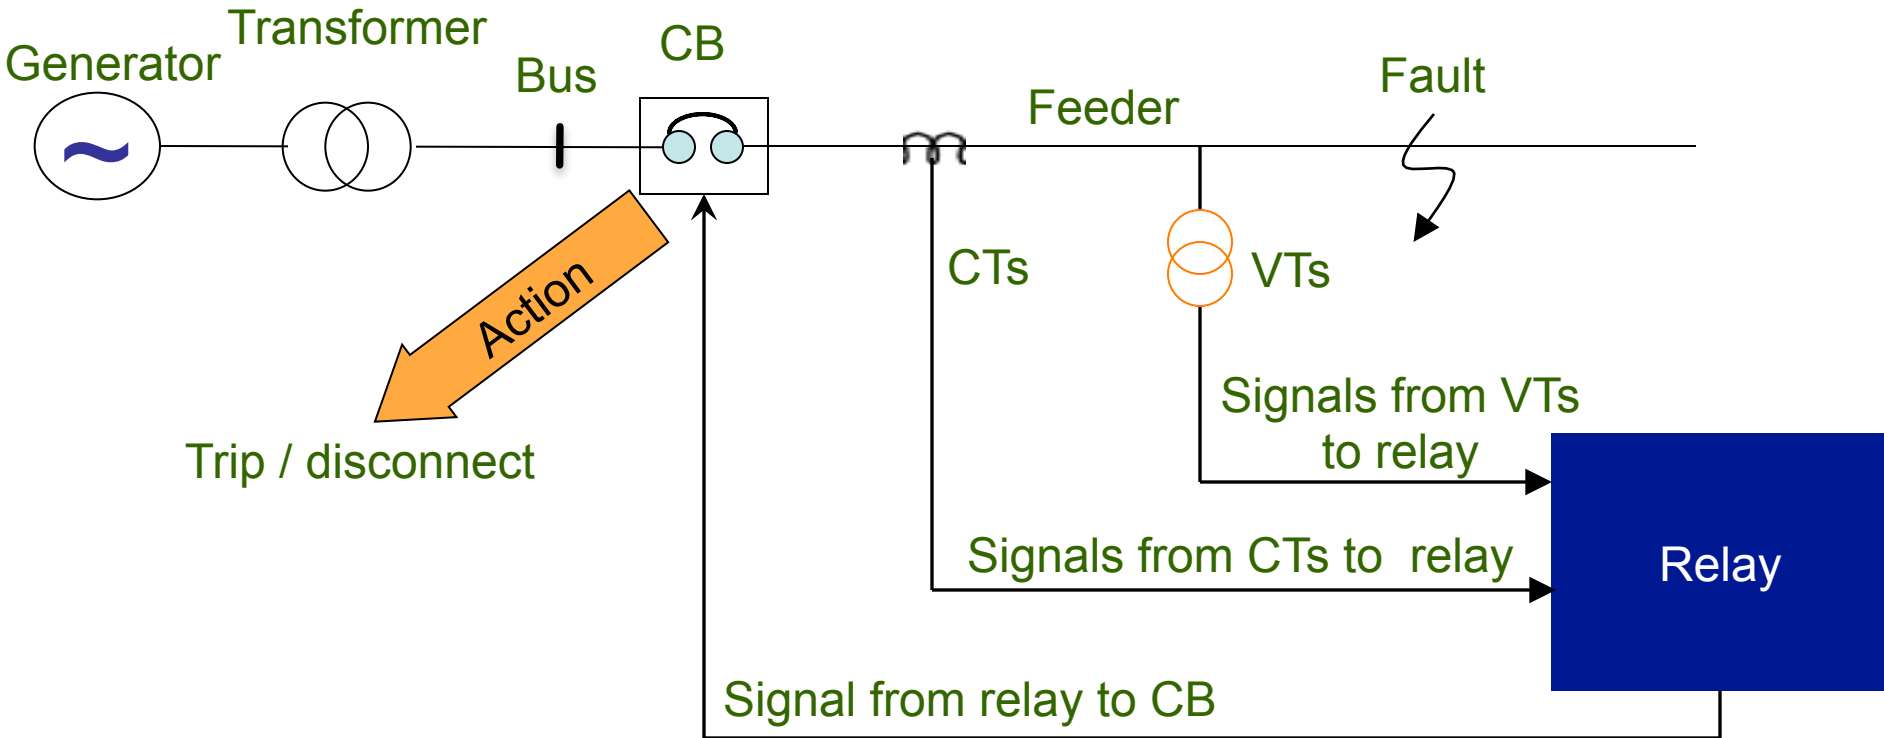 Generator
Transformer
Bus
CB
Feeder
Fault
CTs
VTs
Action
Trip / disconnect
Signals from VTs
to relay
Signals from CTs to relay
Relay
Signal from relay to CB